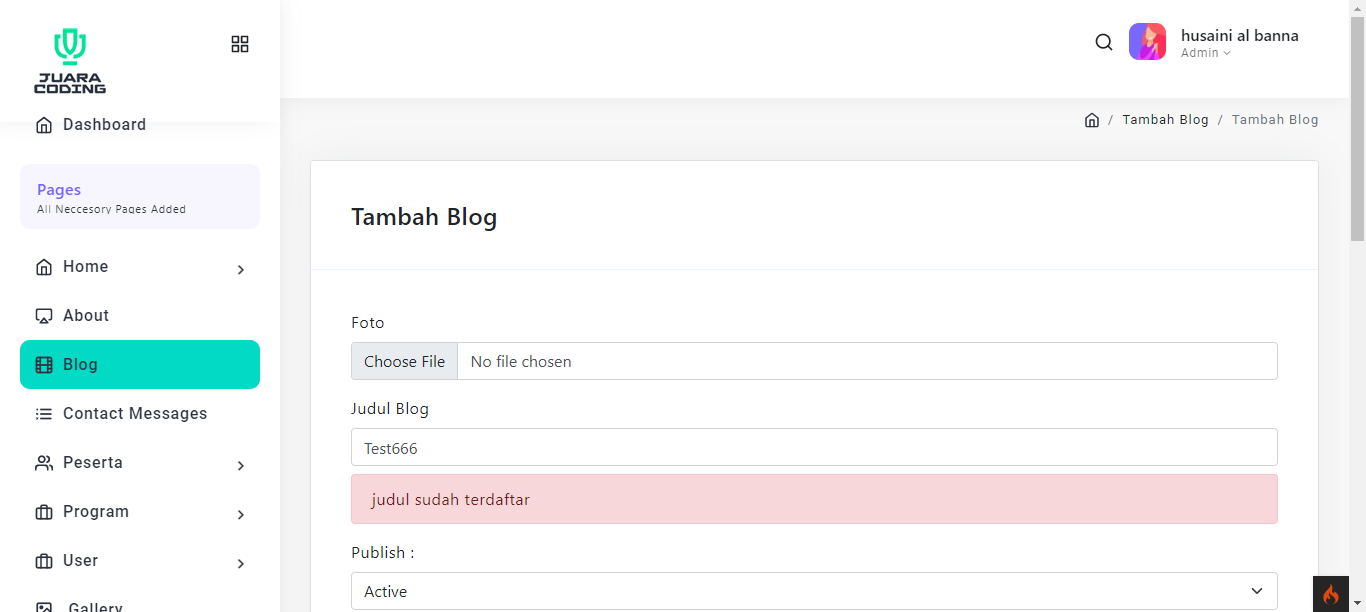 JUARA
CODING
husaini al banna
Admin
Dashboard
/ Tambah Blog / Tambah Blog
Pages
All Neccesory Pages Added
Home
About
Blog
Contact Messages
Peserta
Program
User
Gallery
Tambah Blog
Foto
Choose File No file chosen
Judul Blog
Test666
judul sudah terdaftar
Publish :
Active